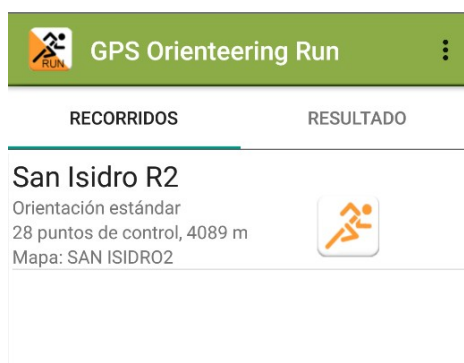 RUN
GPS Orienteering Run
RECORRIDOS RESULTADO
San Isidro R2
Orientación estándar
28 puntos de control, 4089 m
Mapa: SAN ISIDRO2